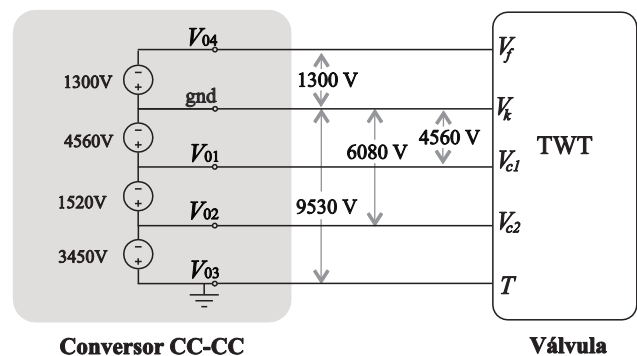 V04
Vf
1300V
1300 V
gnd
Vk
4560V
4560 V
6080 V
TWT
V01
Vc1
1520V
9530 V
V02
Vc2
3450V
V03
T
Conversor CC-CC
Válvula